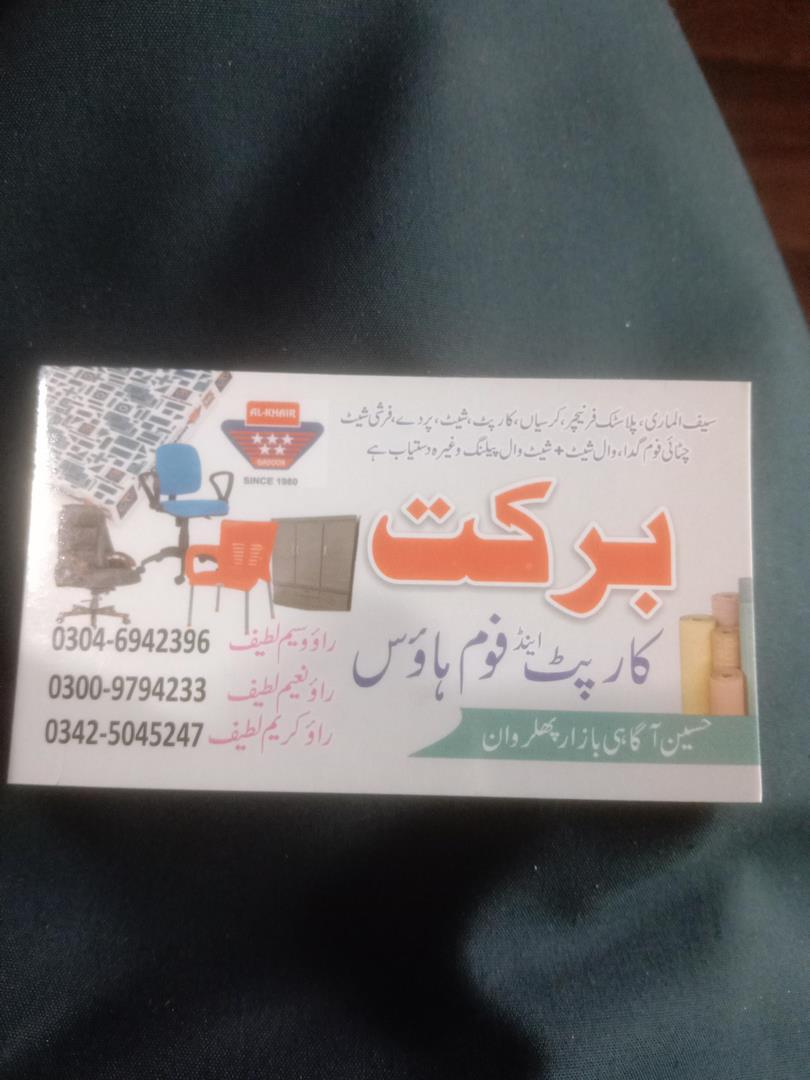 سیف الماری، پلاسٹک فرنیچر، کرسیاں، کارپٹ، شیٹ، پردے، فرشی شیٹ
چٹائی فوم گدا، وال شیٹ + شیٹ وال پیلنگ وغیرہ دستیاب ہے
AL-KHAIR
GADOON
SINCE 1980
برکت
کارپٹ اینڈ فوم ہاؤس
راؤ وسیم لطیف 0304-6942396
راؤ نعیم لطیف 0300-9794233
راؤ کریم لطیف 0342-5045247
حسین آگاہی بازار پھلروان